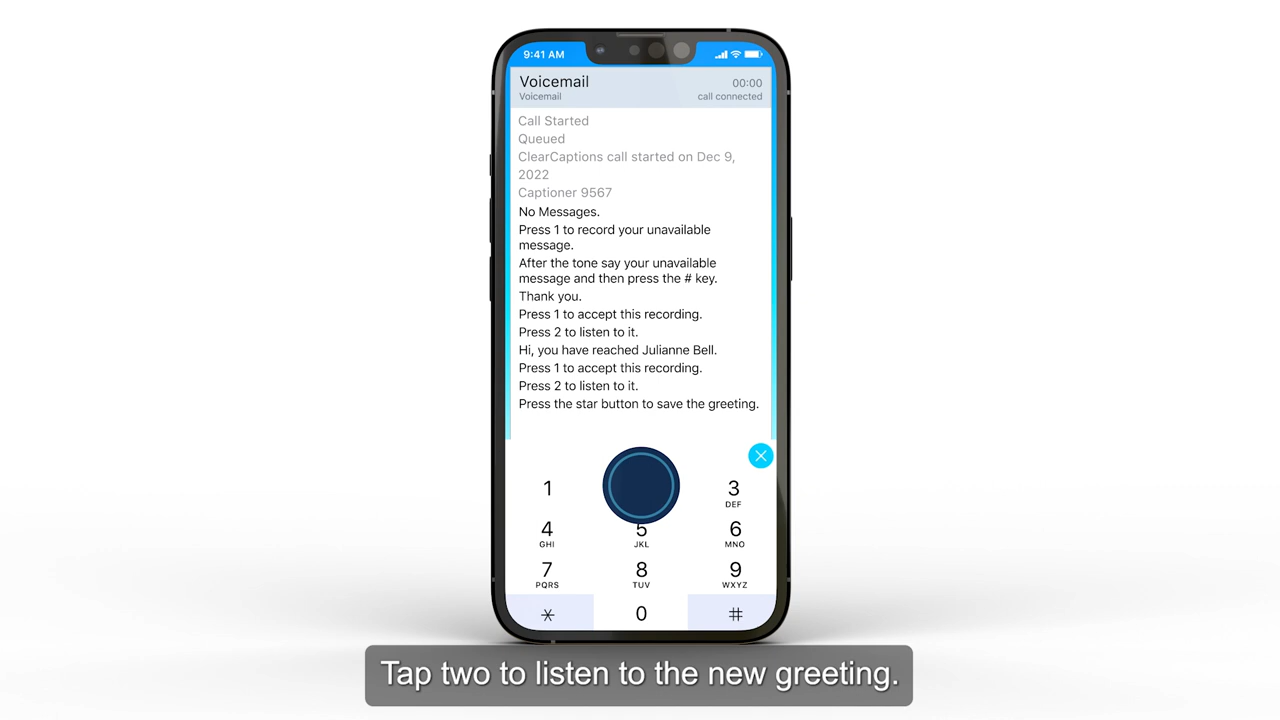 9:41 AM
Voicemail
00:00
Voicemail
call connected
Call Started
Queued
ClearCaptions call started on Dec 9,
2022
Captioner 9567
No Messages.
Press 1 to record your unavailable
message.
After the tone say your unavailable
message and then press the # key.
Thank you.
Press 1 to accept this recording.
Press 2 to listen to it.
Hi, you have reached Julianne Bell.
Press 1 to accept this recording.
Press 2 to listen to it.
Press the star button to save the greeting.
1
3
DEF
4
5
6
GHI
JKL
MNO
7
8
9
PQRS
TUV
WXYZ
*
0
#
Tap two to listen to the new greeting.